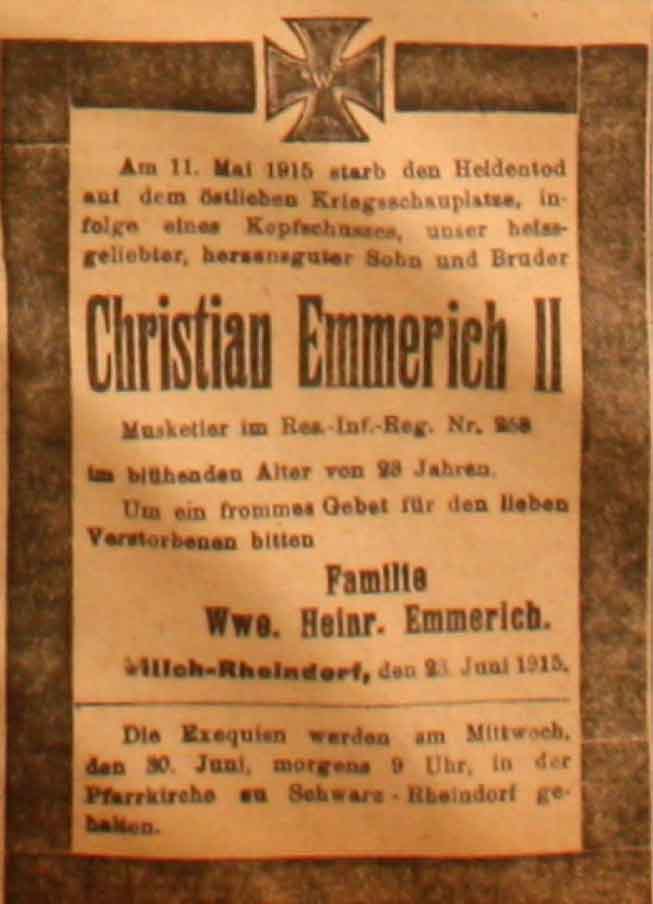 W
Am 11. Mai 1915 starb den Heldentod
auf dem östlichen Kriegsschauplatze, in-
folge eines Kopfschusses, unser heiss-
geliebter, herzensguter Sohn und Bruder
Christian Emmerich II
Musketier im Res.-Inf.-Reg. Nr.
im blühenden Alter von 23 Jahren.
Um ein frommes Gebet für den lieben
Verstorbenen bitten
Familie
Wwe. Heinr. Emmerich.
Vilich-Rheindorf, den 23. Juni 1915.
Die Exequien werden am Mittwoch,
den 30. Juni, morgens 9 Uhr, in der
Pfarrkirche zu Schwarz-Rheindorf ge-
halten.